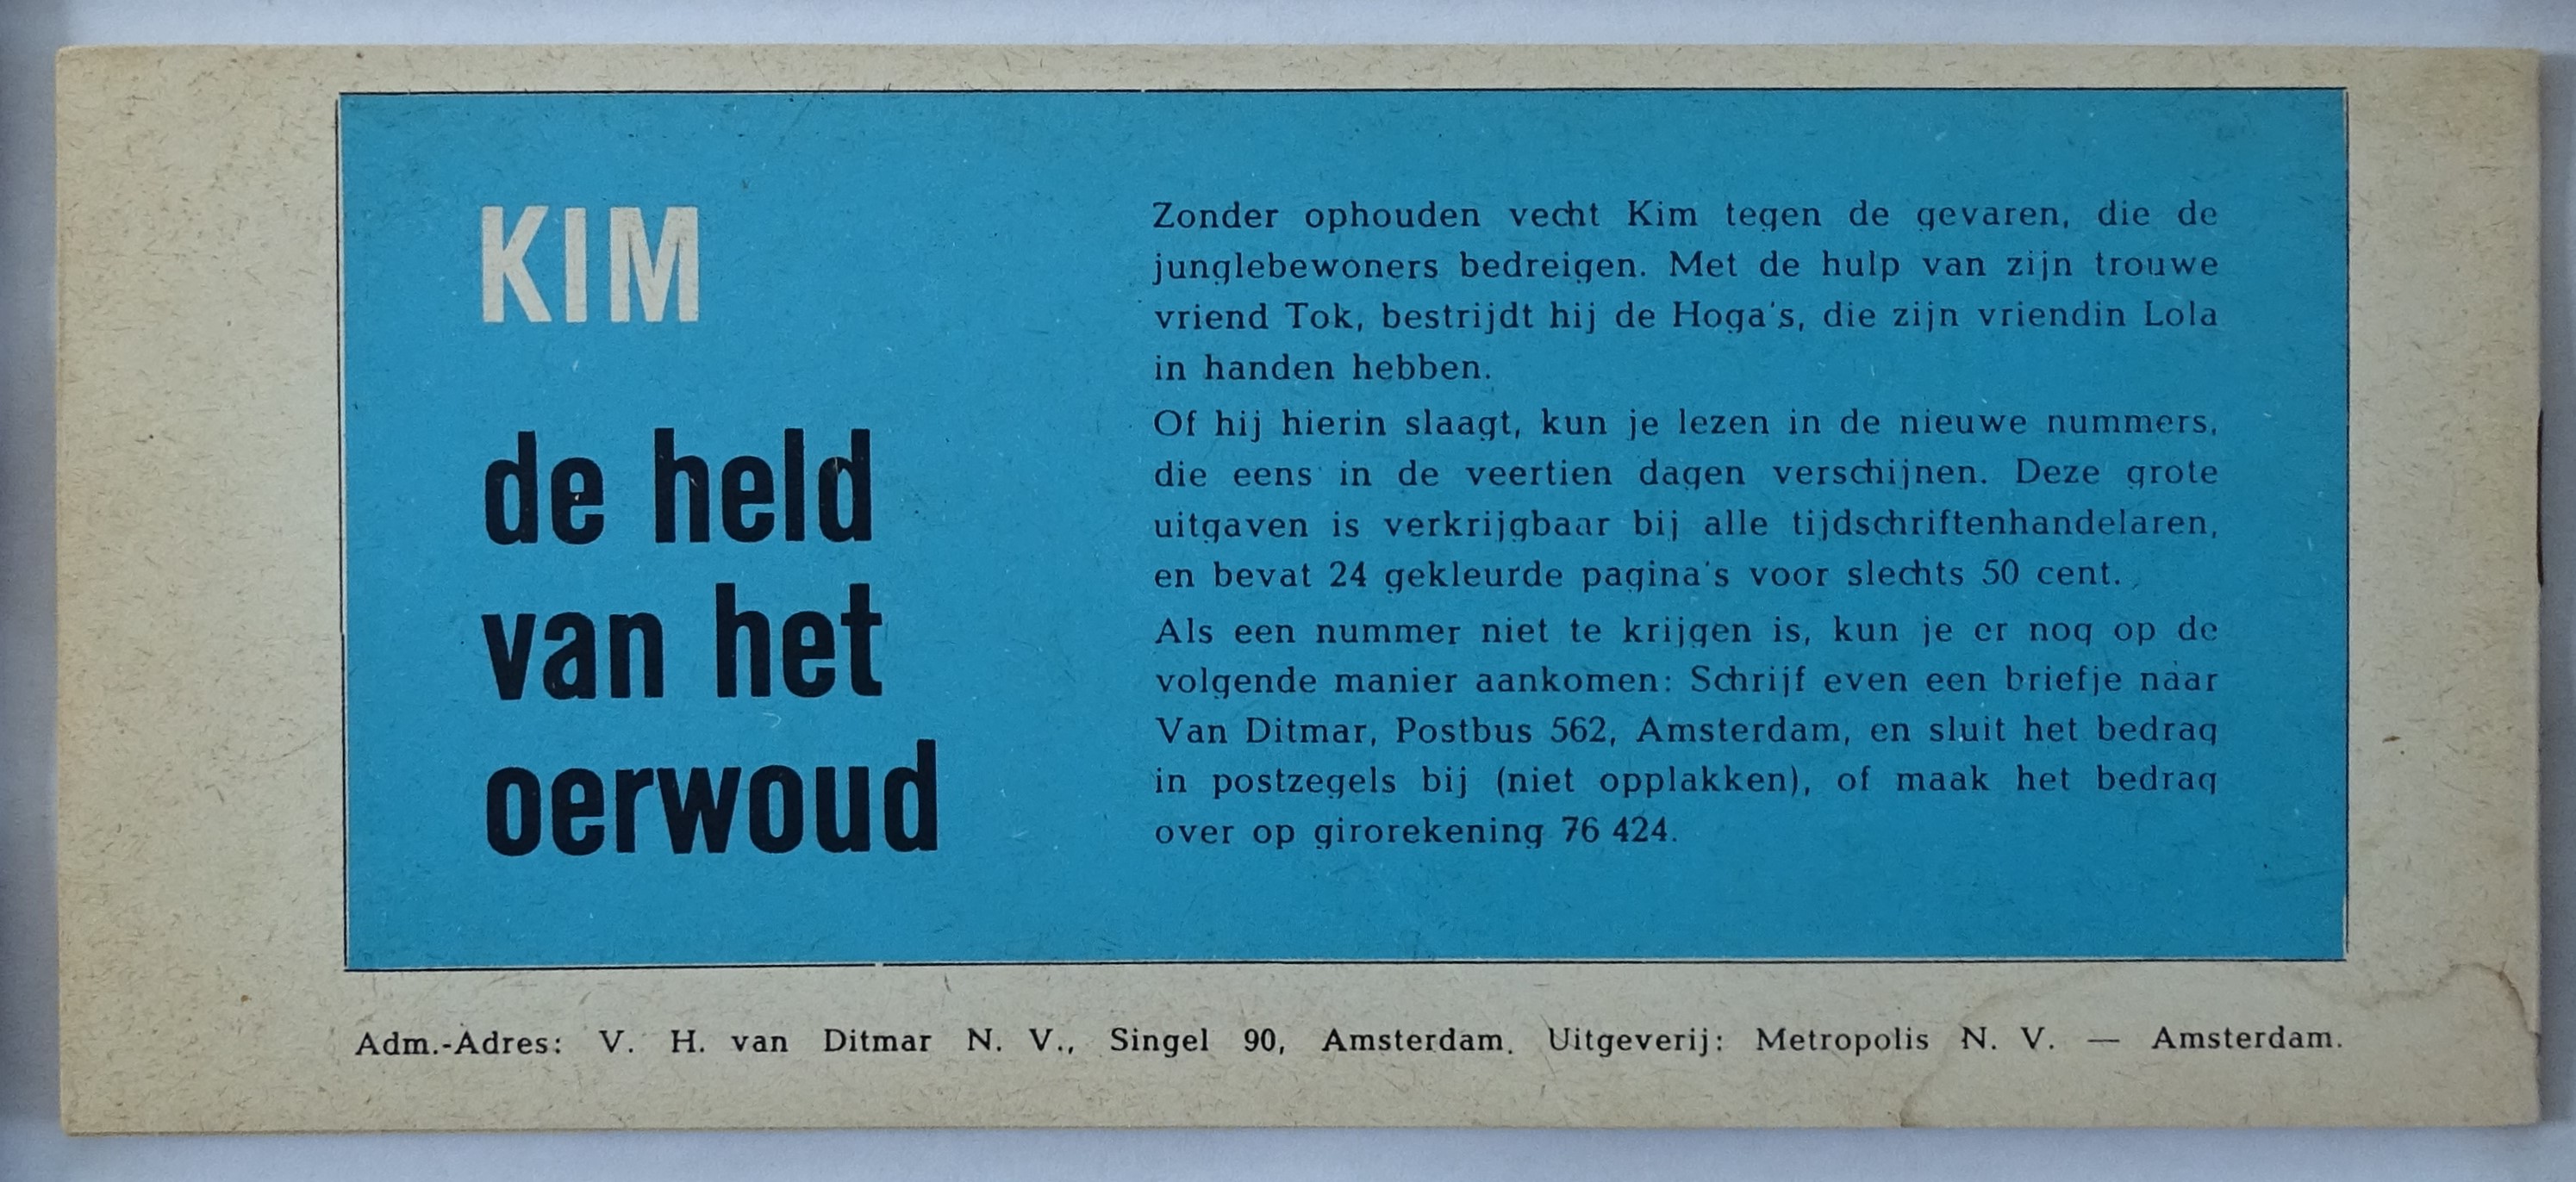 KIM
de held
van het
oerwoud
Zonder ophouden vecht Kim tegen de gevaren, die de
junglebewoners bedreigen. Met de hulp van zijn trouwe
vriend Tok, bestrijdt hij de Hoga's, die zijn vriendin Lola
in handen hebben.
Of hij hierin slaagt, kun je lezen in de nieuwe nummers,
die eens in de veertien dagen verschijnen. Deze grote
uitgaven is verkrijgbaar bij alle tijdschriftenhandelaren,
en bevat 24 gekleurde pagina's voor slechts 50 cent.
Als een nummer niet te krijgen is, kun je er nog op de
volgende manier aankomen: Schrijf even een briefje naar
Van Ditmar, Postbus 562, Amsterdam, en sluit het bedrag
in postzegels bij (niet opplakken), of maak het bedrag
over op girorekening 76 424.
Adm.-Adres: V. H. van Ditmar N. V., Singel 90, Amsterdam. Uitgeverij: Metropolis N. V. — Amsterdam.